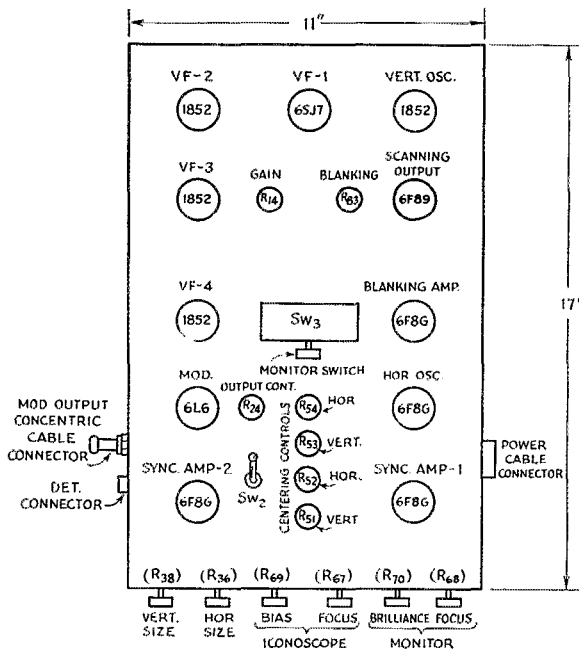 11"
VF-2
VF-1
VERT. OSC.
1852
6SJ7
1852
VF-3
GAIN
BLANKING
SCANNING
OUTPUT
1852
R14
R83
6F89
VF-4
BLANKING AMP.
1852
SW3
6F8G
17"
MONITOR SWITCH
MOD.
OUTPUT CONT.
HOR OSC.
6L6
R24
R54
HOR
6F8G
MOD OUTPUT
CONCENTRIC
CABLE
CONNECTOR
CENTERING CONTROLS
R53
VERT.
POWER
CABLE
CONNECTOR
DET.
CONNECTOR
SYNC. AMP-2
SW2
R52
HOR.
SYNC. AMP-1
6F8G
R51
VERT
6F8G
(R38)
(R36)
(R69)
(R67)
(R70)
(R68)
VERT.
SIZE
HOR
SIZE
BIAS
FOCUS
BRILLIANCE
FOCUS
ICONOSCOPE
MONITOR